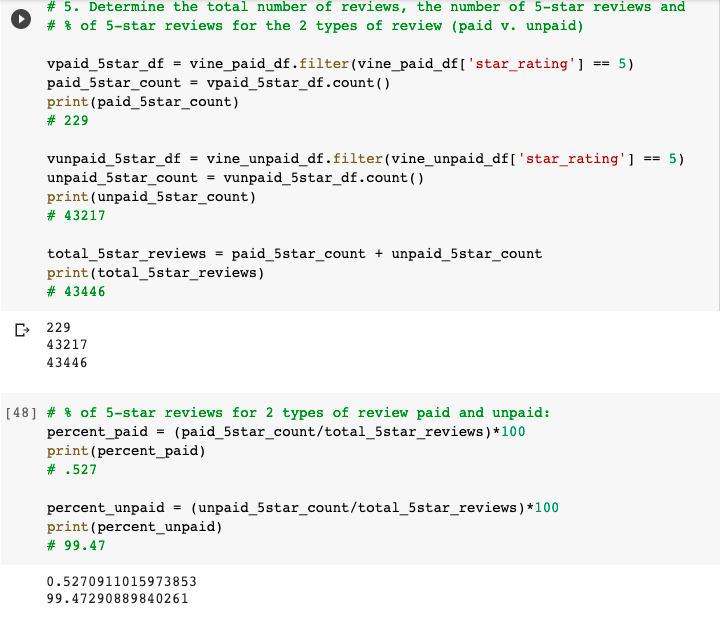 # 5. Determine the total number of reviews, the number of 5-star reviews and
# % of 5-star reviews for the 2 types of review (paid v. unpaid)
vpaid_5star_df = vine_paid_df.filter(vine_paid_df['star_rating'] == 5)
paid_5star_count = vpaid_5star_df.count()
print(paid_5star_count)
# 229
vunpaid_5star_df = vine_unpaid_df.filter(vine_unpaid_df['star_rating'] == 5)
unpaid_5star_count = vunpaid_5star_df.count()
print(unpaid_5star_count)
# 43217
total_5star_reviews = paid_5star_count + unpaid_5star_count
print(total_5star_reviews)
# 43446
229
43217
43446
[48] # % of 5-star reviews for 2 types of review paid and unpaid:
percent_paid = (paid_5star_count/total_5star_reviews)*100
print(percent_paid)
# .527
percent_unpaid = (unpaid_5star_count/total_5star_reviews)*100
print(percent_unpaid)
# 99.47
0.5270911015973853
99.47290889840261